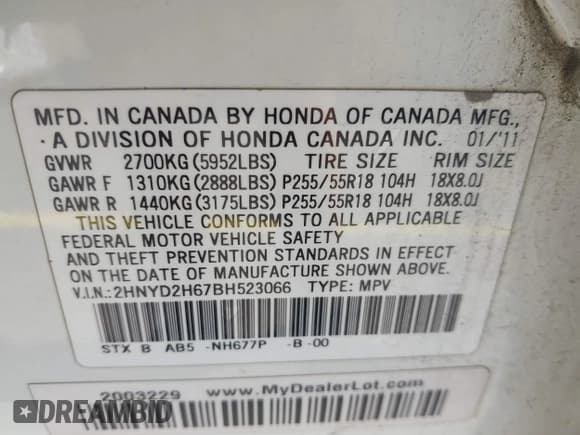 MFD. IN CANADA BY HONDA OF CANADA MFG.,
A DIVISION OF HONDA CANADA INC. 01/'11
GVWR 2700KG(5952LBS) TIRE SIZE RIM SIZE
GAWR F 1310KG(2888LBS) P255/55R18 104H 18X8.0J
GAWR R 1440KG(3175LBS) P255/55R18 104H 18X8.0J
THIS VEHICLE CONFORMS TO ALL APPLICABLE
FEDERAL MOTOR VEHICLE SAFETY
AND THEFT PREVENTION STANDARDS IN EFFECT
ON THE DATE OF MANUFACTURE SHOWN ABOVE.
V.I.N.:2HNYD2H67BH523066 TYPE: MPV
STX B AB5 -NH677P -B-00
2003229 www.MyDealerLot.com
DREAMBID